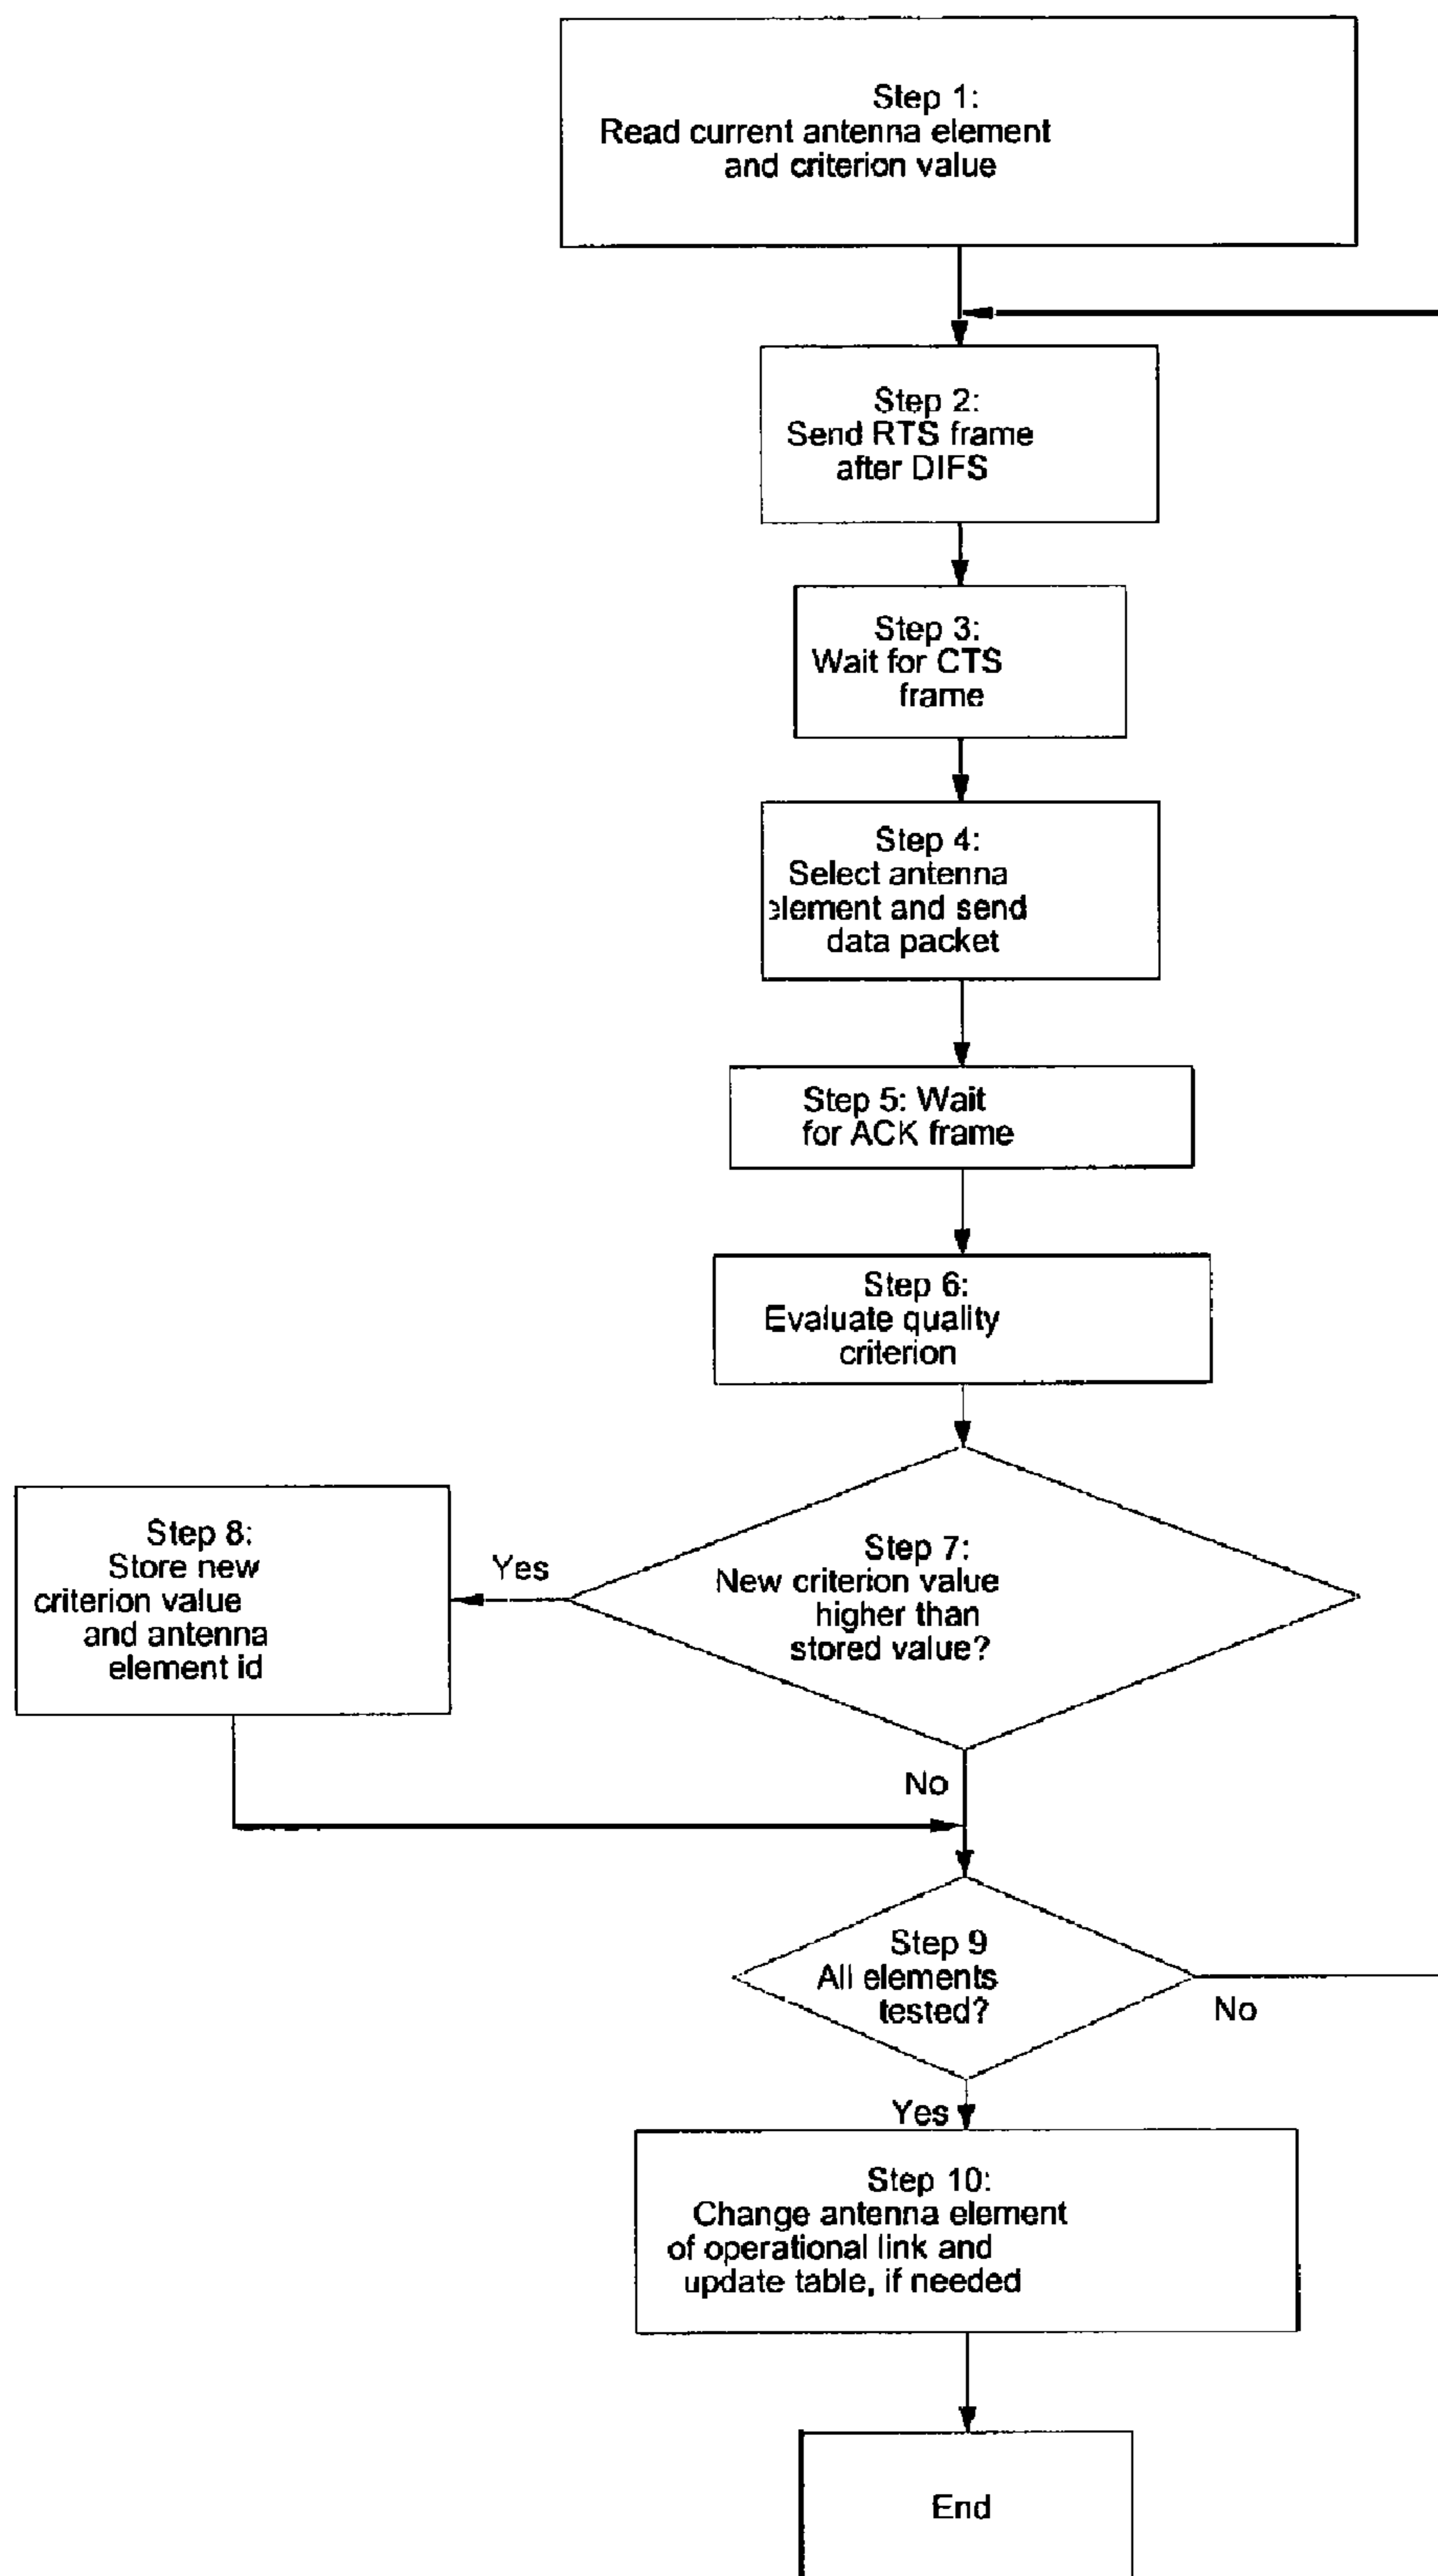 Step 1:
Read current antenna element
and criterion value
Step 2:
Send RTS frame
after DIFS
Step 3:
Wait for CTS
frame
Step 4:
Select antenna
element and send
data packet
Step 5: Wait
for ACK frame
Step 6:
Evaluate quality
criterion
Step 7:
New criterion value
higher than
stored value?
Yes
Step 8:
Store new
criterion value
and antenna
element id
No
Step 9
All elements
tested?
No
Yes
Step 10:
Change antenna element
of operational link and
update table, if needed
End